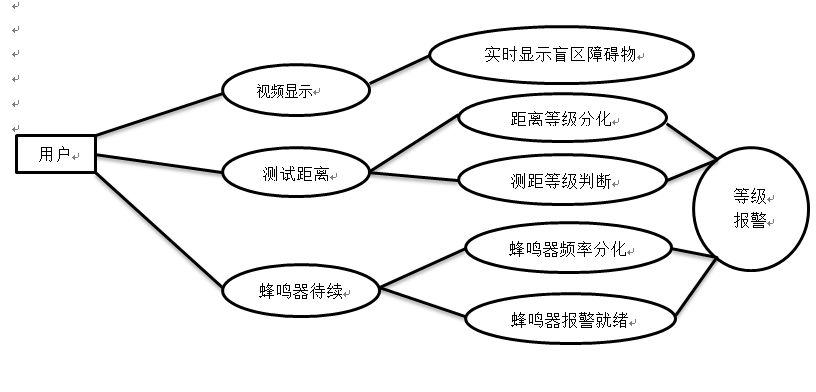 实时显示盲区障碍物
视频显示
距离等级分化
用户
测试距离
测距等级判断
等级
报警
蜂鸣器频率分化
蜂鸣器待续
蜂鸣器报警就绪